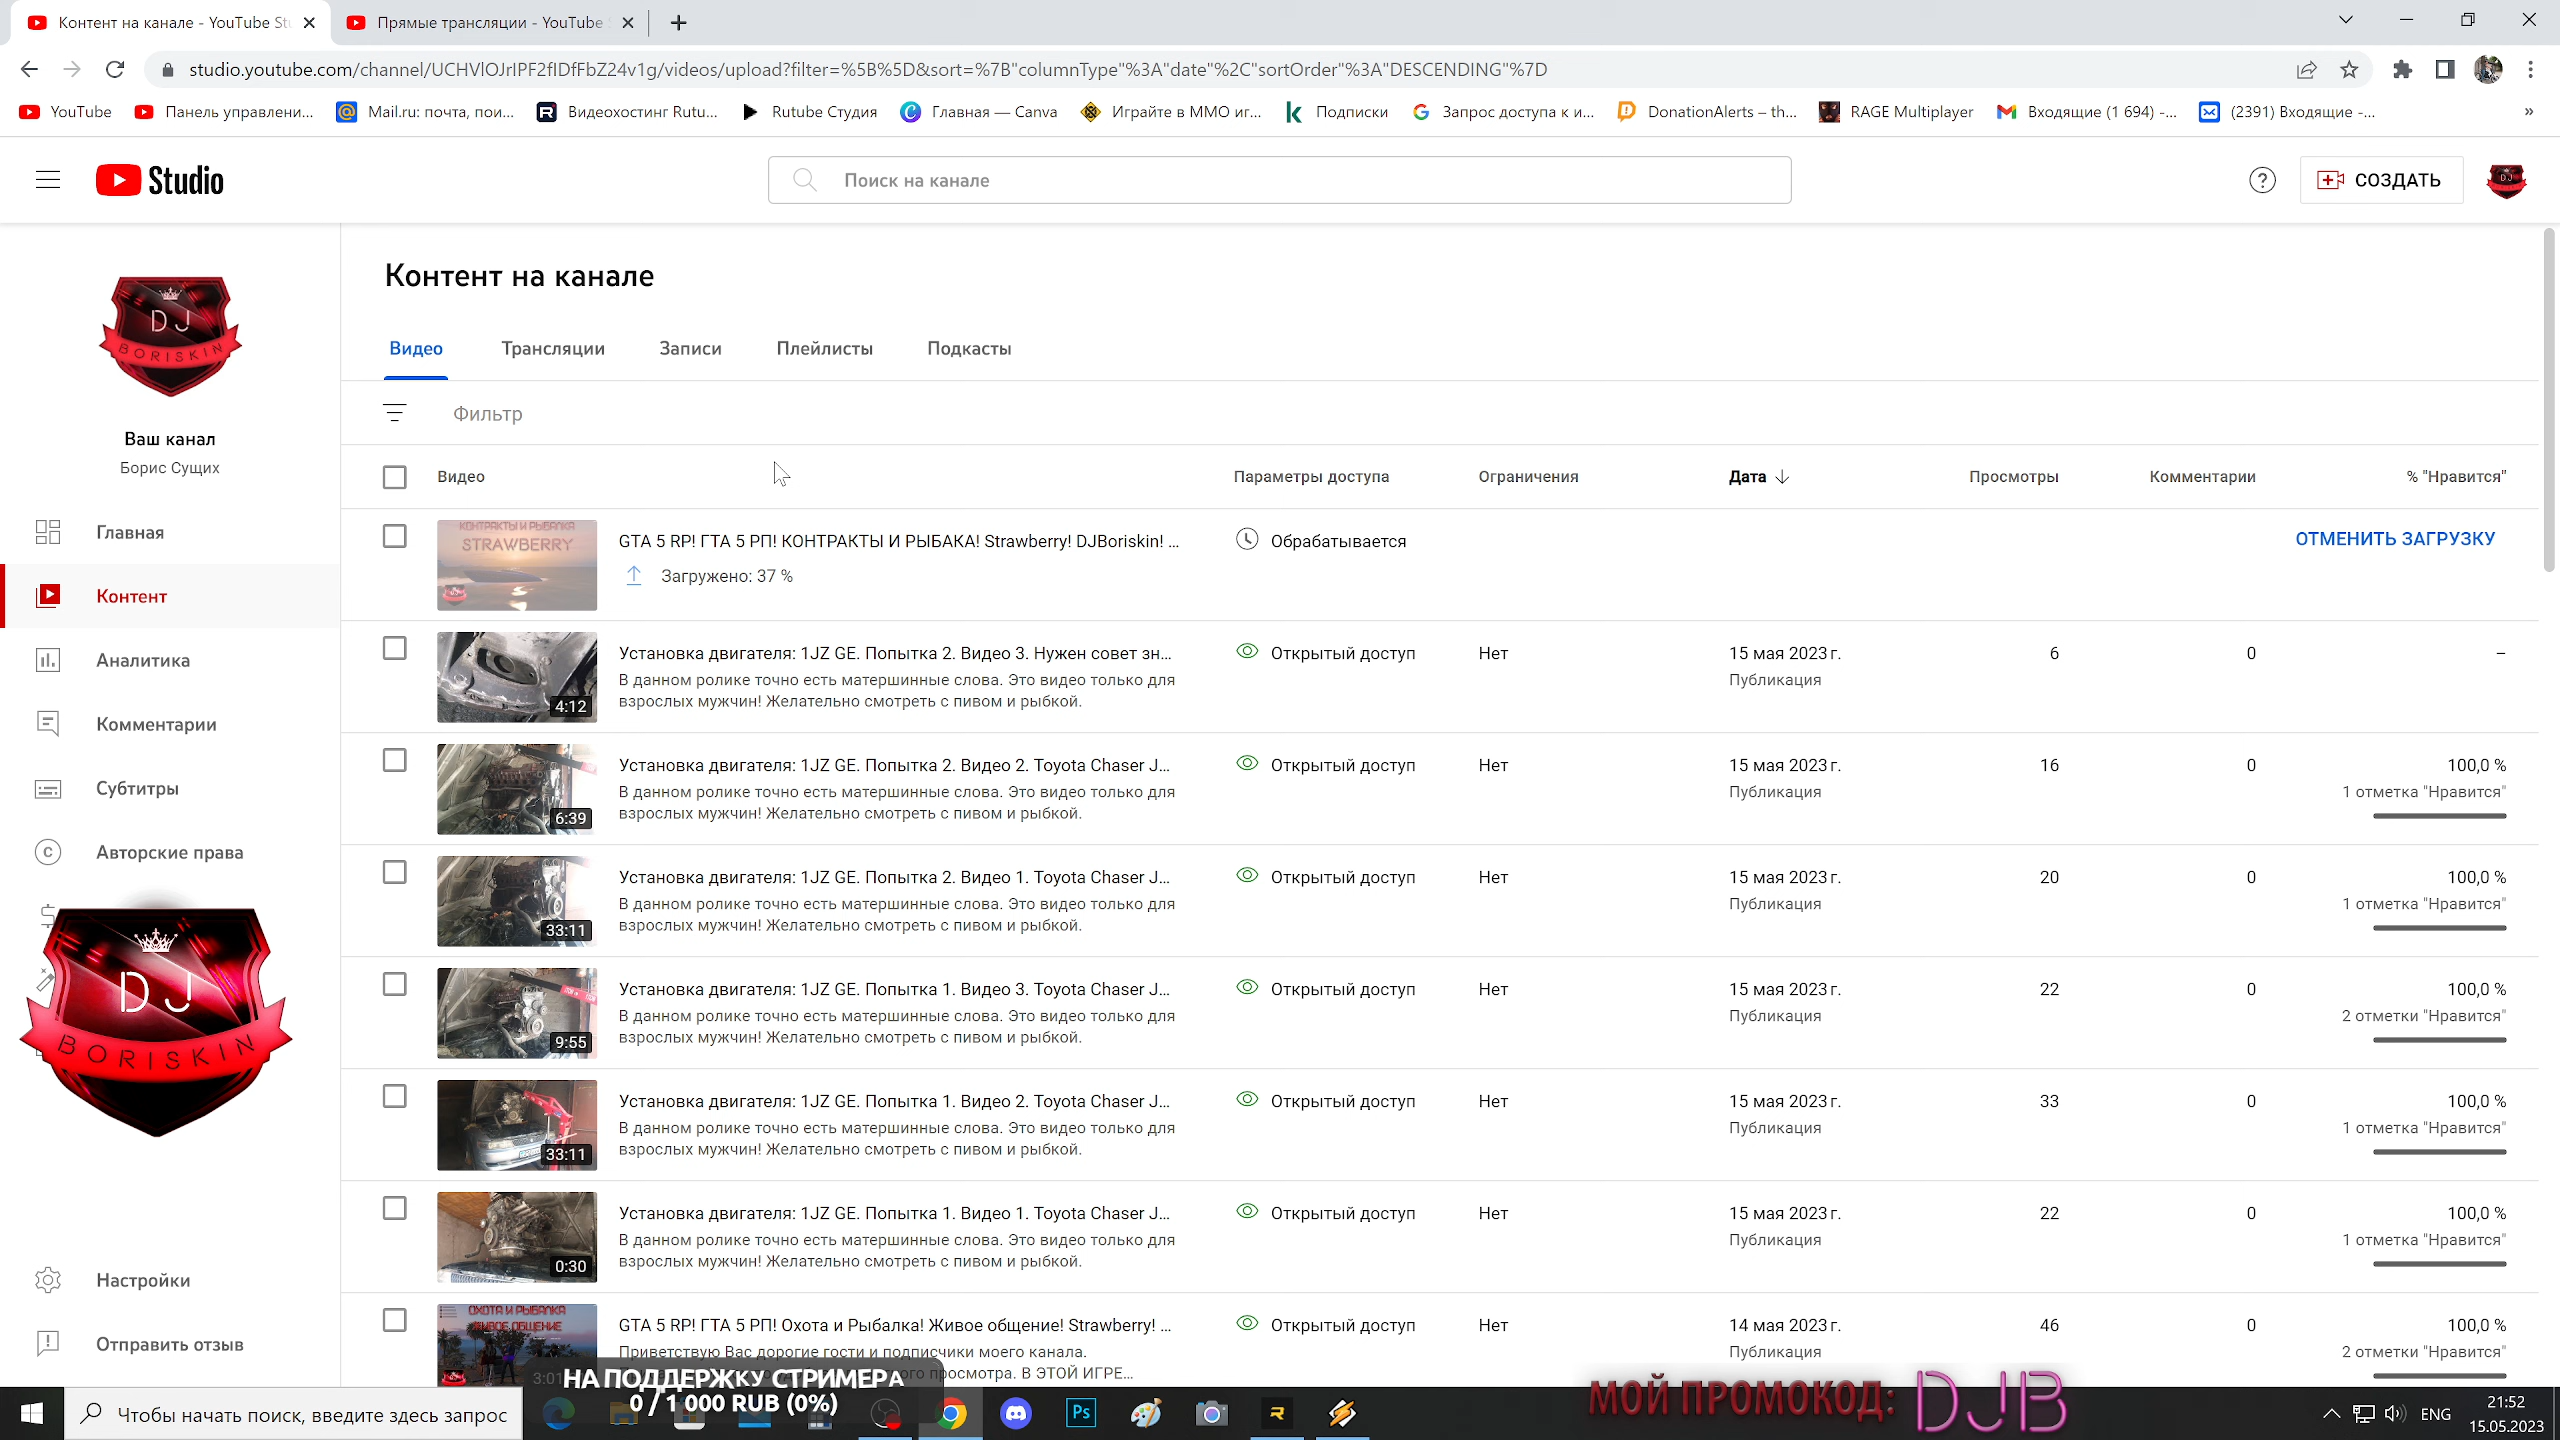 Контент на канале - YouTube St
Прямые трансляции - YouTube S
studio.youtube.com/channel/UCHVlOJrIPF2fIDfFbZ24v1g/videos/upload?filter=%5B%5D&sort=%7B"columnType"%3A"date"%2C"sortOrder"%3A"DESCENDING"%7D
YouTube
Панель управлени...
Mail.ru: почта, пои...
Видеохостинг Rutu...
Rutube Студия
Главная — Canva
Играйте в ММО иг...
Подписки
Запрос доступа к и...
DonationAlerts – th...
RAGE Multiplayer
Входящие (1 694) -...
(2391) Входящие -...
»
Studio
Поиск на канале
СОЗДАТЬ
DJ
BORISKIN
Ваш канал
Борис Сущих
Главная
Контент
Аналитика
Комментарии
Субтитры
Авторские права
DJ
BORISKIN
Настройки
Отправить отзыв
Контент на канале
Видео
Трансляции
Записи
Плейлисты
Подкасты
Фильтр
Видео
Параметры доступа
Ограничения
Дата
Просмотры
Комментарии
% "Нравится"
КОНТРАКТЫ И РЫБАЛКА
STRAWBERRY
GTA 5 RP! ГТА 5 РП! КОНТРАКТЫ И РЫБАКА! Strawberry! DJBoriskin! ...
Загружено: 37 %
Обрабатывается
ОТМЕНИТЬ ЗАГРУЗКУ
4:12
Установка двигателя: 1JZ GE. Попытка 2. Видео 3. Нужен совет зн...
В данном ролике точно есть матершинные слова. Это видео только для
взрослых мужчин! Желательно смотреть с пивом и рыбкой.
Открытый доступ
Нет
15 мая 2023 г.
Публикация
6
0
–
6:39
Установка двигателя: 1JZ GE. Попытка 2. Видео 2. Toyota Chaser J...
В данном ролике точно есть матершинные слова. Это видео только для
взрослых мужчин! Желательно смотреть с пивом и рыбкой.
Открытый доступ
Нет
15 мая 2023 г.
Публикация
16
0
100,0 %
1 отметка "Нравится"
33:11
Установка двигателя: 1JZ GE. Попытка 2. Видео 1. Toyota Chaser J...
В данном ролике точно есть матершинные слова. Это видео только для
взрослых мужчин! Желательно смотреть с пивом и рыбкой.
Открытый доступ
Нет
15 мая 2023 г.
Публикация
20
0
100,0 %
1 отметка "Нравится"
9:55
Установка двигателя: 1JZ GE. Попытка 1. Видео 3. Toyota Chaser J...
В данном ролике точно есть матершинные слова. Это видео только для
взрослых мужчин! Желательно смотреть с пивом и рыбкой.
Открытый доступ
Нет
15 мая 2023 г.
Публикация
22
0
100,0 %
2 отметки "Нравится"
33:11
Установка двигателя: 1JZ GE. Попытка 1. Видео 2. Toyota Chaser J...
В данном ролике точно есть матершинные слова. Это видео только для
взрослых мужчин! Желательно смотреть с пивом и рыбкой.
Открытый доступ
Нет
15 мая 2023 г.
Публикация
33
0
100,0 %
1 отметка "Нравится"
0:30
Установка двигателя: 1JZ GE. Попытка 1. Видео 1. Toyota Chaser J...
В данном ролике точно есть матершинные слова. Это видео только для
взрослых мужчин! Желательно смотреть с пивом и рыбкой.
Открытый доступ
Нет
15 мая 2023 г.
Публикация
22
0
100,0 %
1 отметка "Нравится"
ОХОТА И РЫБАЛКА
ЖИВОЕ ОБЩЕНИЕ
GTA 5 RP! ГТА 5 РП! Охота и Рыбалка! Живое общение! Strawberry! ...
Приветствую Вас дорогие гости и подписчики моего канала.
просмотра. В ЭТОЙ ИГРЕ...
Открытый доступ
Нет
14 мая 2023 г.
Публикация
46
0
100,0 %
2 отметки "Нравится"
НА ПОДДЕРЖКУ СТРИМЕРА
0 / 1 000 RUB (0%)
МОЙ ПРОМОКОД: DJB
Чтобы начать поиск, введите здесь запрос
Ps
ENG
21:52
15.05.2023